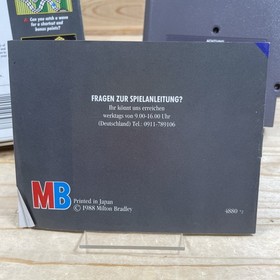 Can you wish a wave
for a shortcut and
bonus points?
FRAGEN ZUR SPIELANLEITUNG?
Ihr könnt uns erreichen
werktags von 9.00-16.00 Uhr
(Deutschland) Tel.: 0911-789106
MB
Printed in Japan
© 1988 Milton Bradley
4880